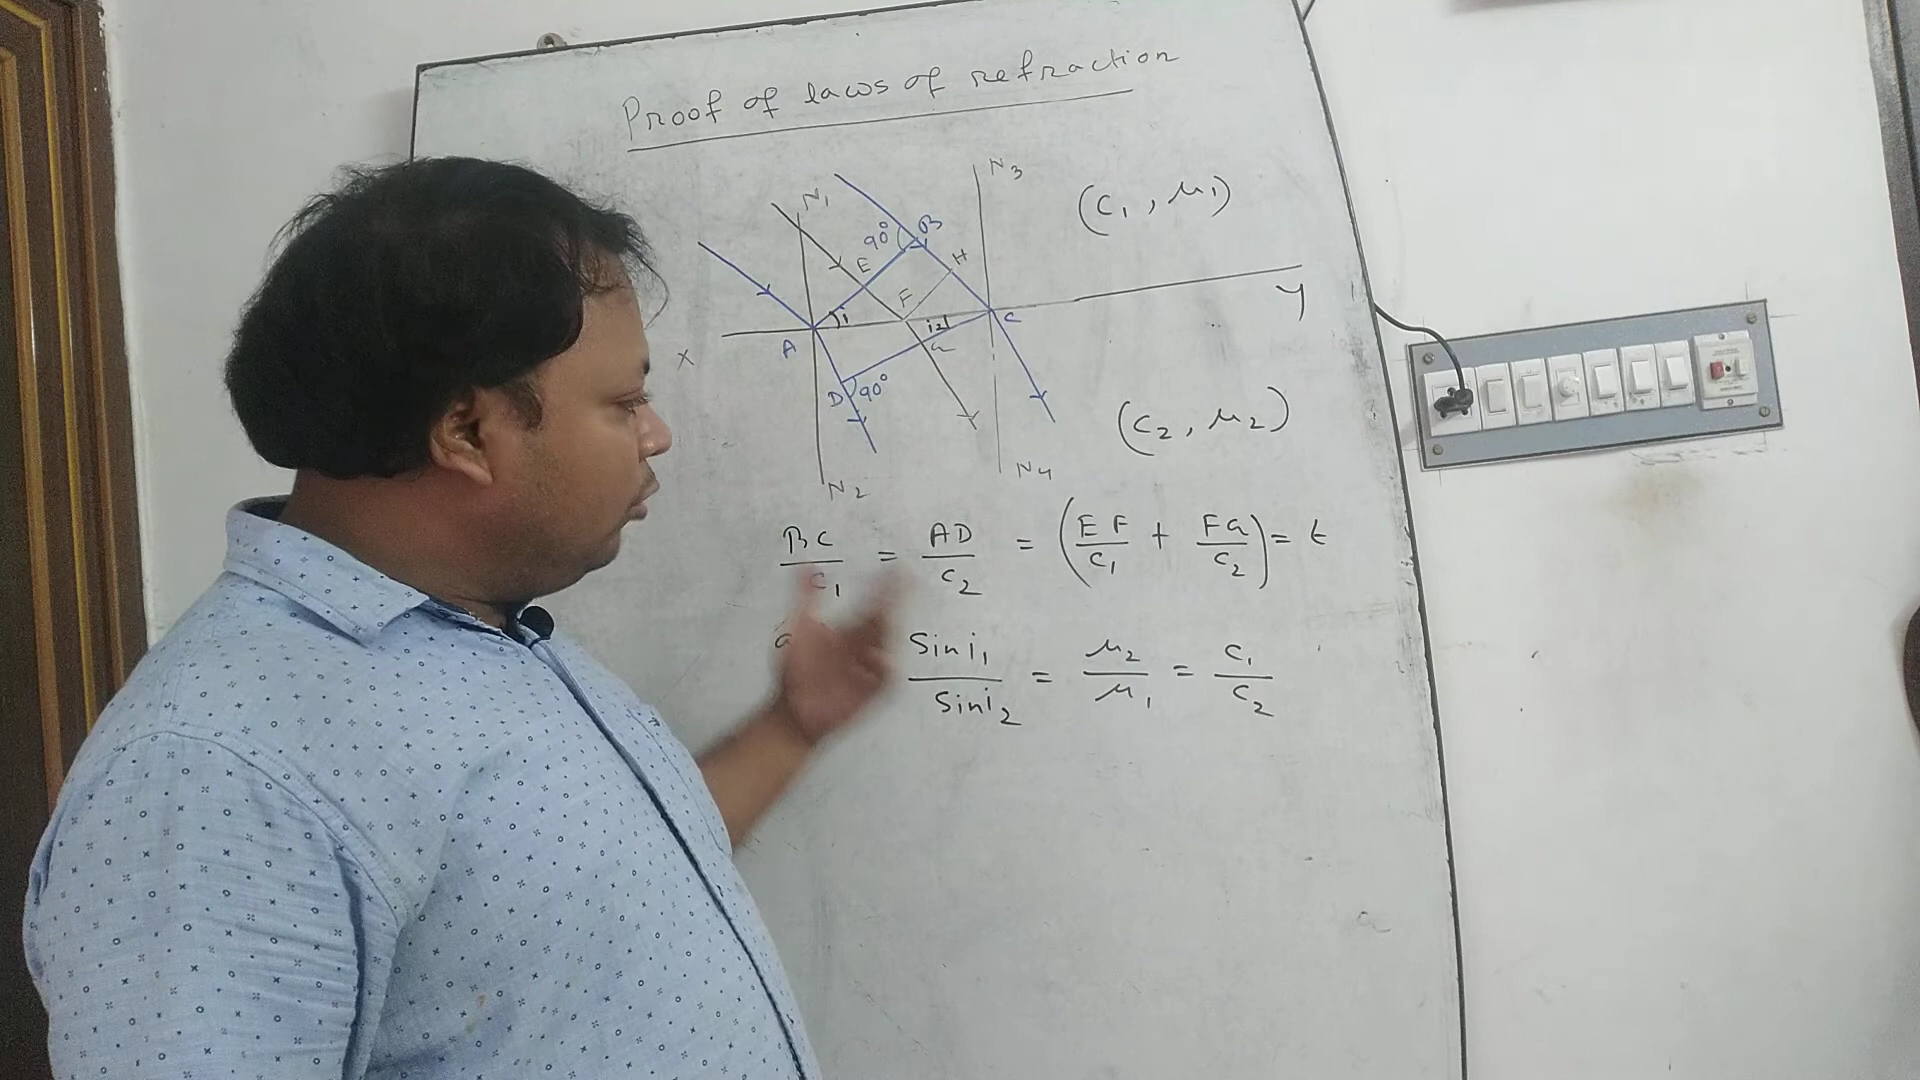 Proof of laws of refraction
N1
N3
(C1, μ1)
90°
B
E
H
F
i
i2
C
Y
A
G
X
D
90°
(C2, μ2)
N2
N4
BC/C1 = AD/C2 = (EF/C1 + FG/C2) = t
Sin i1/Sin i2 = μ2/μ1 = C1/C2